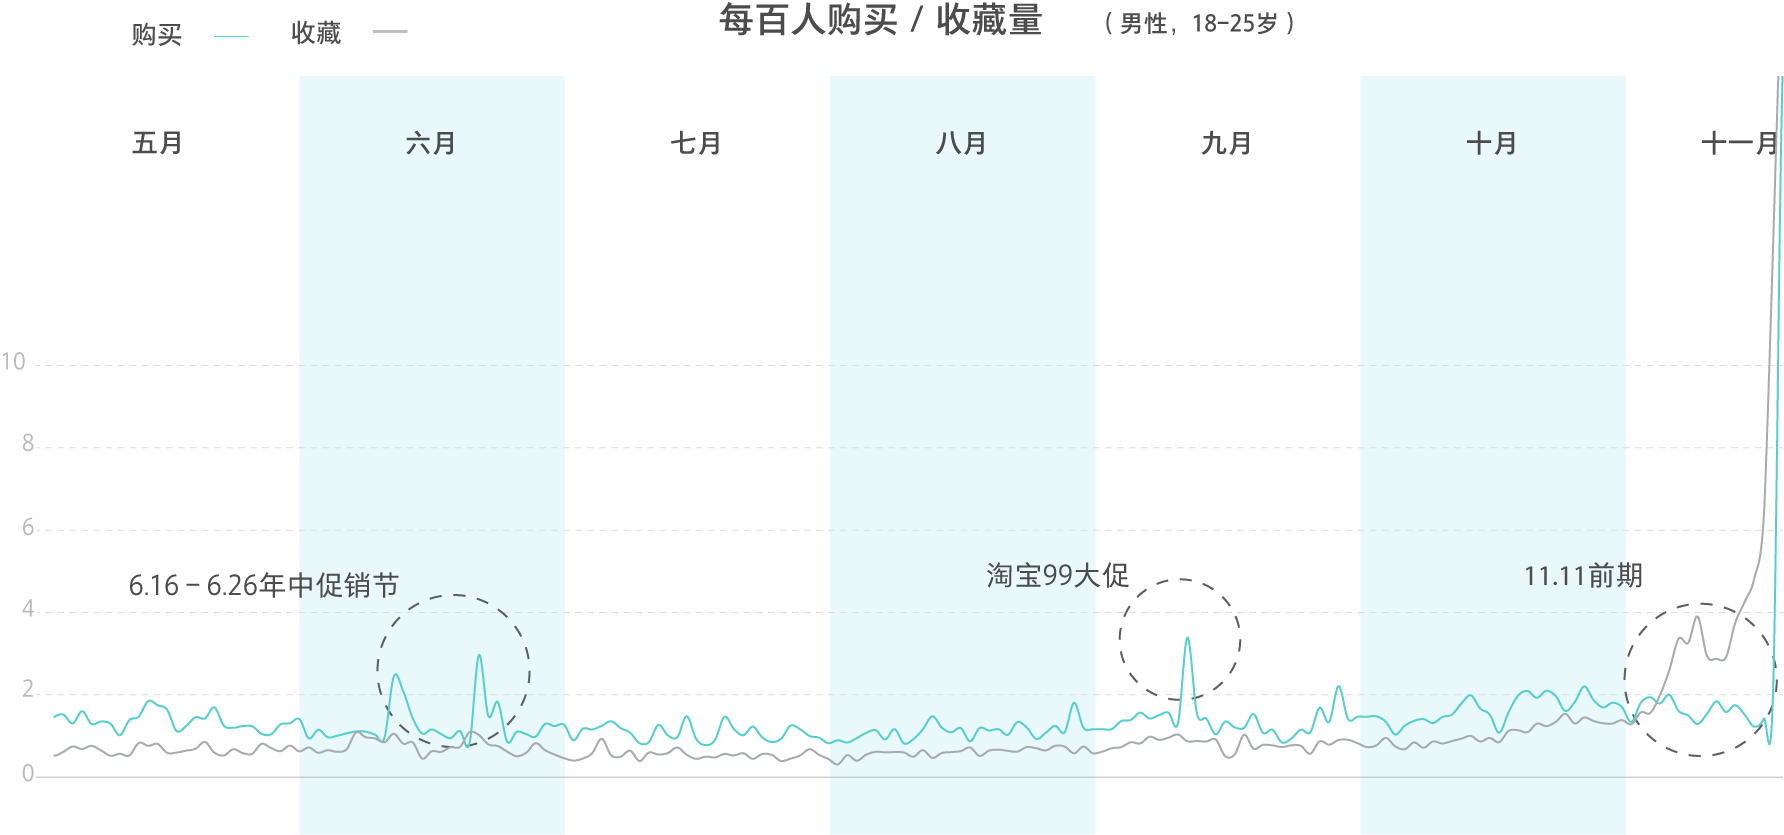 每百人购买 / 收藏量 （男性，18-25岁）
购买 收藏
五月 六月 七月 八月 九月 十月 十一月
10
8
6
6.16 – 6.26年中促销节 淘宝99大促 11.11前期
4
2
0